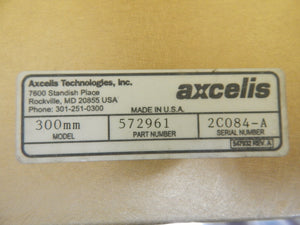 Axcelis Technologies, Inc.
7600 Standish Place
Rockville, MD 20855 USA
Phone: 301-251-0300
axcelis
MADE IN U.S.A.
300mm 572961 2C084-A
MODEL PART NUMBER SERIAL NUMBER
547932 REV. A